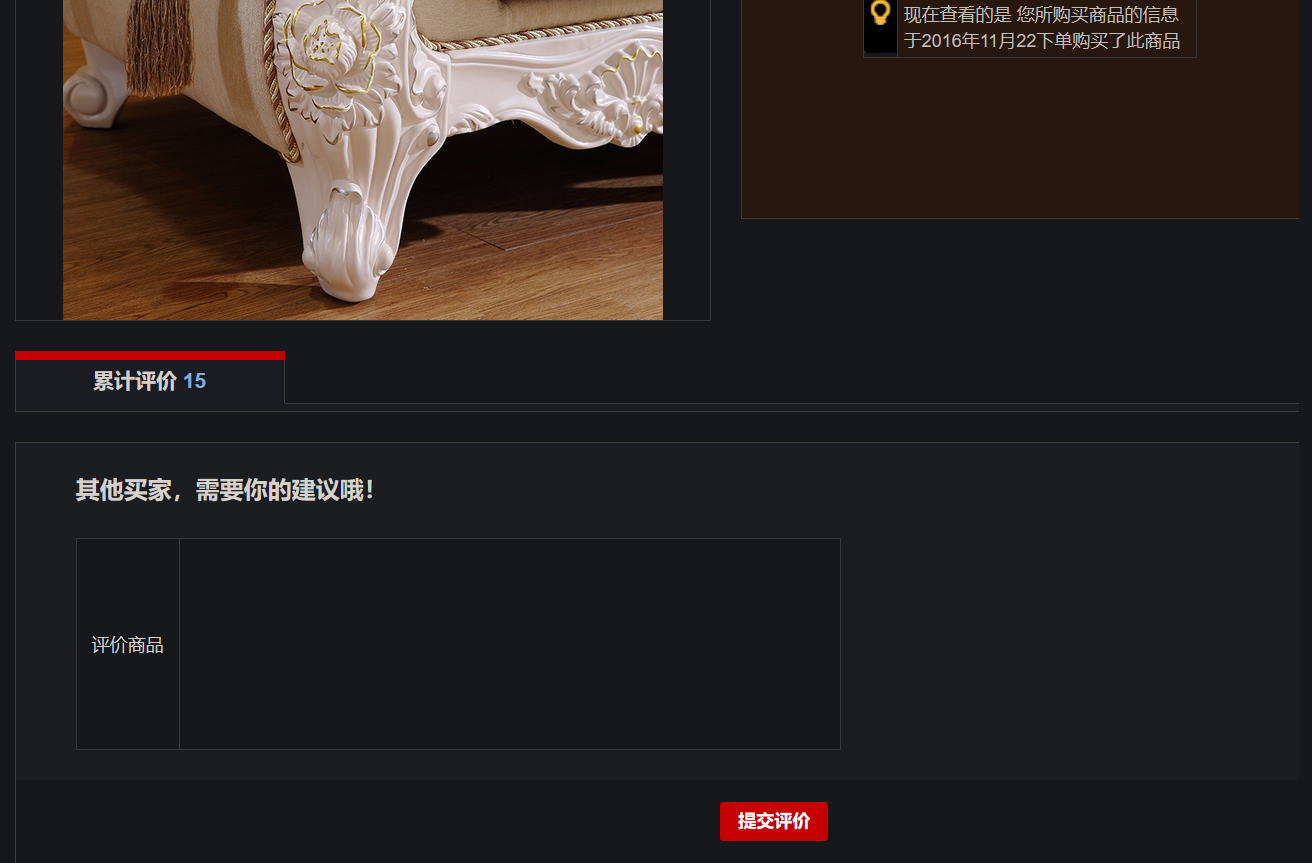 现在查看的是 您所购买商品的信息
于2016年11月22下单购买了此商品
累计评价 15
其他买家，需要你的建议哦！
评价商品
提交评价